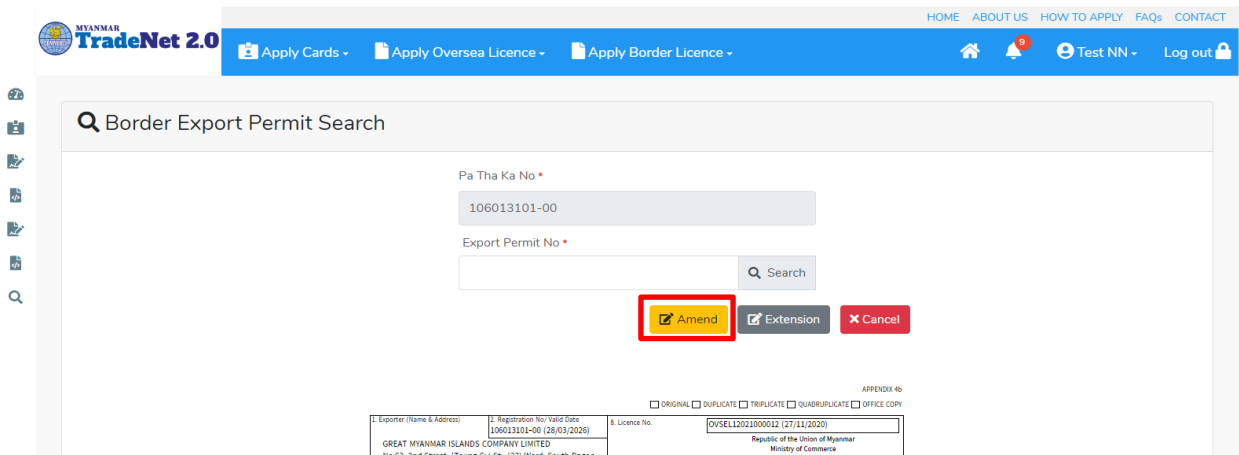 HOME ABOUT US HOW TO APPLY FAQs CONTACT
MYANMAR
TradeNet 2.0
Apply Cards
Apply Oversea Licence
Apply Border Licence
9
Test NN
Log out
Border Export Permit Search
Pa Tha Ka No *
106013101-00
Export Permit No *
Search
Amend
Extension
Cancel
APPENDIX 4b
ORIGINAL DUPLICATE TRIPLICATE QUADRUPLICATE OFFICE COPY
1. Exporter (Name & Address)
2. Registration No/ Valid Date
106013101-00 (28/03/2026)
8. Licence No.
OVSEL12021000012 (27/11/2020)
GREAT MYANMAR ISLANDS COMPANY LIMITED
Republic of the Union of Myanmar
Ministry of Commerce